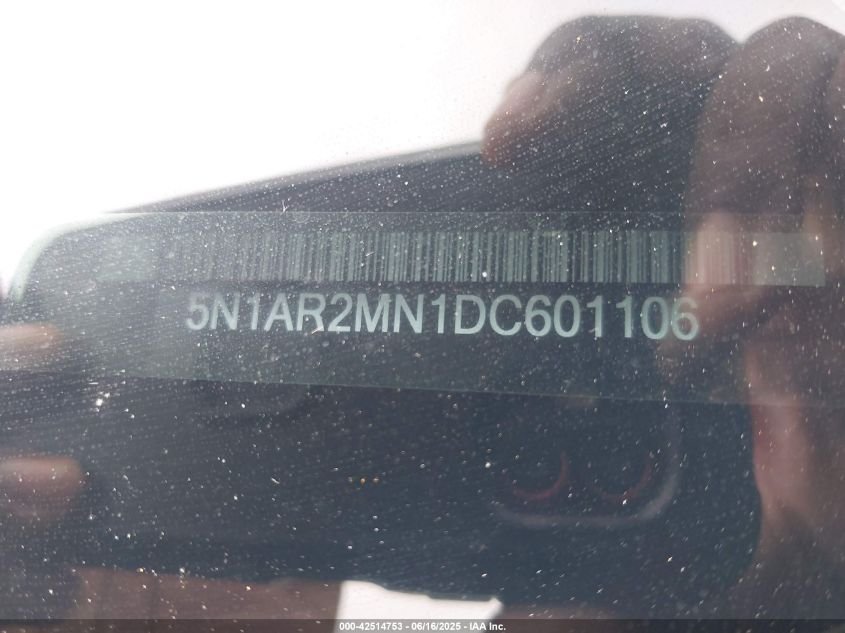 5N1AR2MN1DC601106
000-42514753 - 06/16/2025 - IAA Inc.